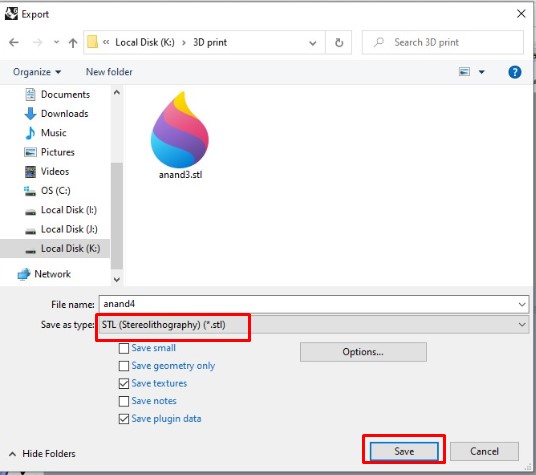 Export
« Local Disk (K:) › 3D print
Search 3D print
Organize
New folder
?
Documents
Downloads
Music
Pictures
Videos
OS (C:)
Local Disk (I:)
Local Disk (J:)
Local Disk (K:)
Network
anand3.stl
File name: anand4
Save as type: STL (Stereolithography) (*.stl)
Save small
Options...
Save geometry only
Save textures
Save notes
Save plugin data
Hide Folders
Save
Cancel